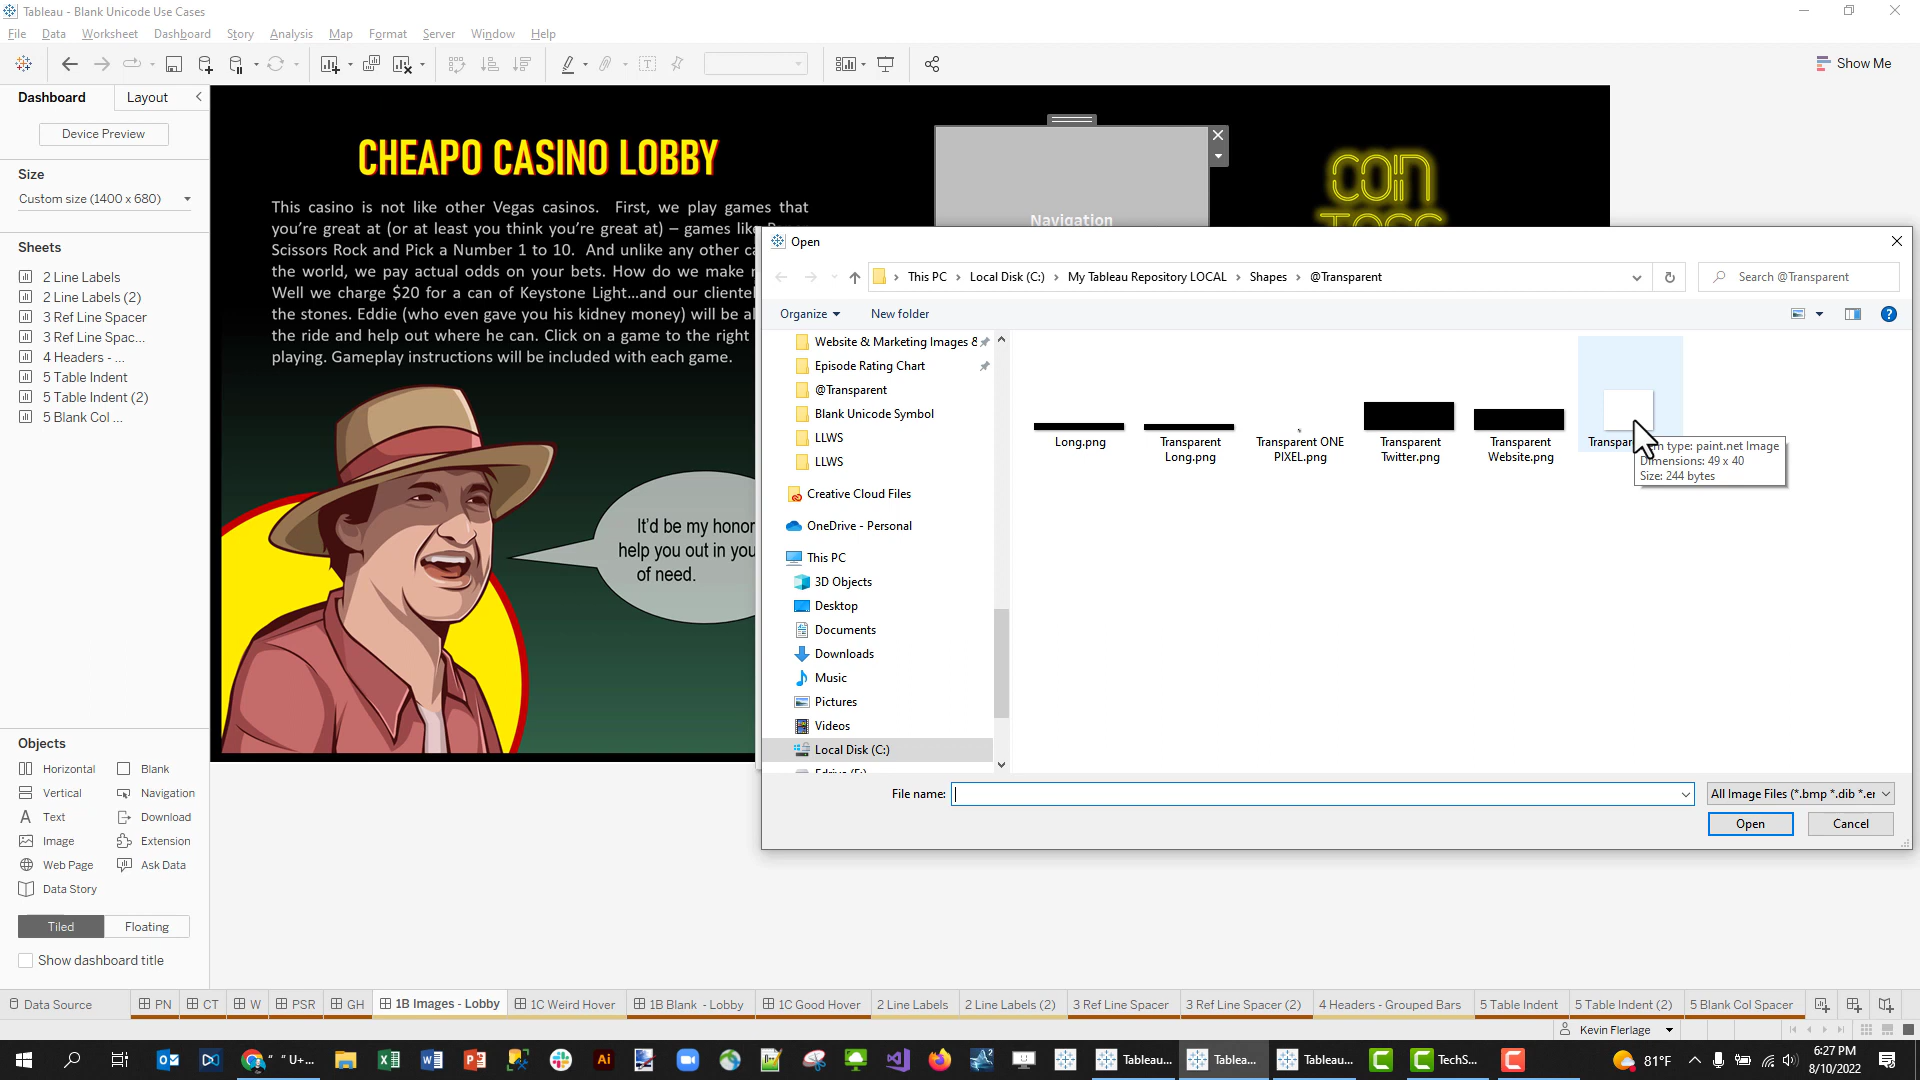 Tableau - Blank Unicode Use Cases
File Data Worksheet Dashboard Story Analysis Map Format Server Window Help
Show Me
Dashboard Layout
Device Preview
Size
Custom size (1400 x 680)
Sheets
2 Line Labels
2 Line Labels (2)
3 Ref Line Spacer
3 Ref Line Spac...
4 Headers - ...
5 Table Indent
5 Table Indent (2)
5 Blank Col ...
Objects
Horizontal Blank
Vertical Navigation
Text Download
Image Extension
Web Page Ask Data
Data Story
Tiled Floating
Show dashboard title
CHEAPO CASINO LOBBY
This casino is not like other Vegas casinos. First, we play games that
you're great at (or at least you think you're great at) – games like
Scissors Rock and Pick a Number 1 to 10. And unlike any other
the world, we pay actual odds on your bets. How do we make
Well we charge $20 for a can of Keystone Light...and our
the stones. Eddie (who even gave you his kidney money) will be
the ride and help out where he can. Click on a game to the right
playing. Gameplay instructions will be included with each game.
It'd be my honor
help you out in
of need.
Navigation
COIN
TOSS
Open
This PC > Local Disk (C:) > My Tableau Repository LOCAL > Shapes > @Transparent
Search @Transparent
Organize New folder
Website & Marketing Images &
Episode Rating Chart
@Transparent
Blank Unicode Symbol
LLWS
LLWS
Creative Cloud Files
OneDrive - Personal
This PC
3D Objects
Desktop
Documents
Downloads
Music
Pictures
Videos
Local Disk (C:)
Long.png
Transparent
Long.png
Transparent ONE
PIXEL.png
Transparent
Twitter.png
Transparent
Website.png
type: paint.net Image
Dimensions: 49 x 40
Size: 244 bytes
File name:
All Image Files (*.bmp *.dib *.er
Open Cancel
Data Source PN CT W PSR GH 1B Images - Lobby 1C Weird Hover 1B Blank - Lobby 1C Good Hover 2 Line Labels 2 Line Labels (2) 3 Ref Line Spacer 3 Ref Line Spacer (2) 4 Headers - Grouped Bars 5 Table Indent 5 Table Indent (2) 5 Blank Col Spacer
Kevin Flerlage
" " U+... Tableau... Tablea... Tableau... TechS... 81°F
6:27 PM
8/10/2022